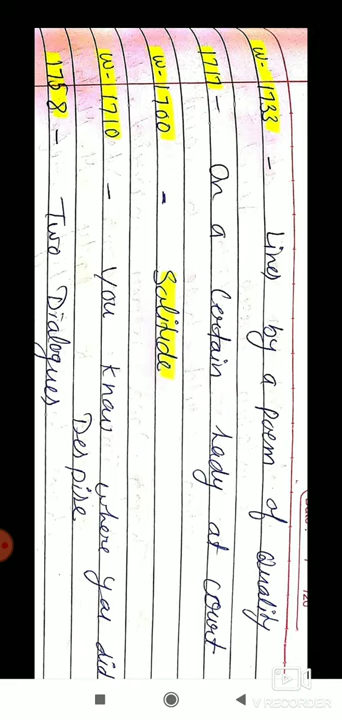 W- 1733 - Lines by a Poem of Quality
1717 - On a Certain Lady at Court
W- 1700 - Solitude
W- 1710 - You know where you did
Despise.
1758 - Two Dialogues
V RECORDER